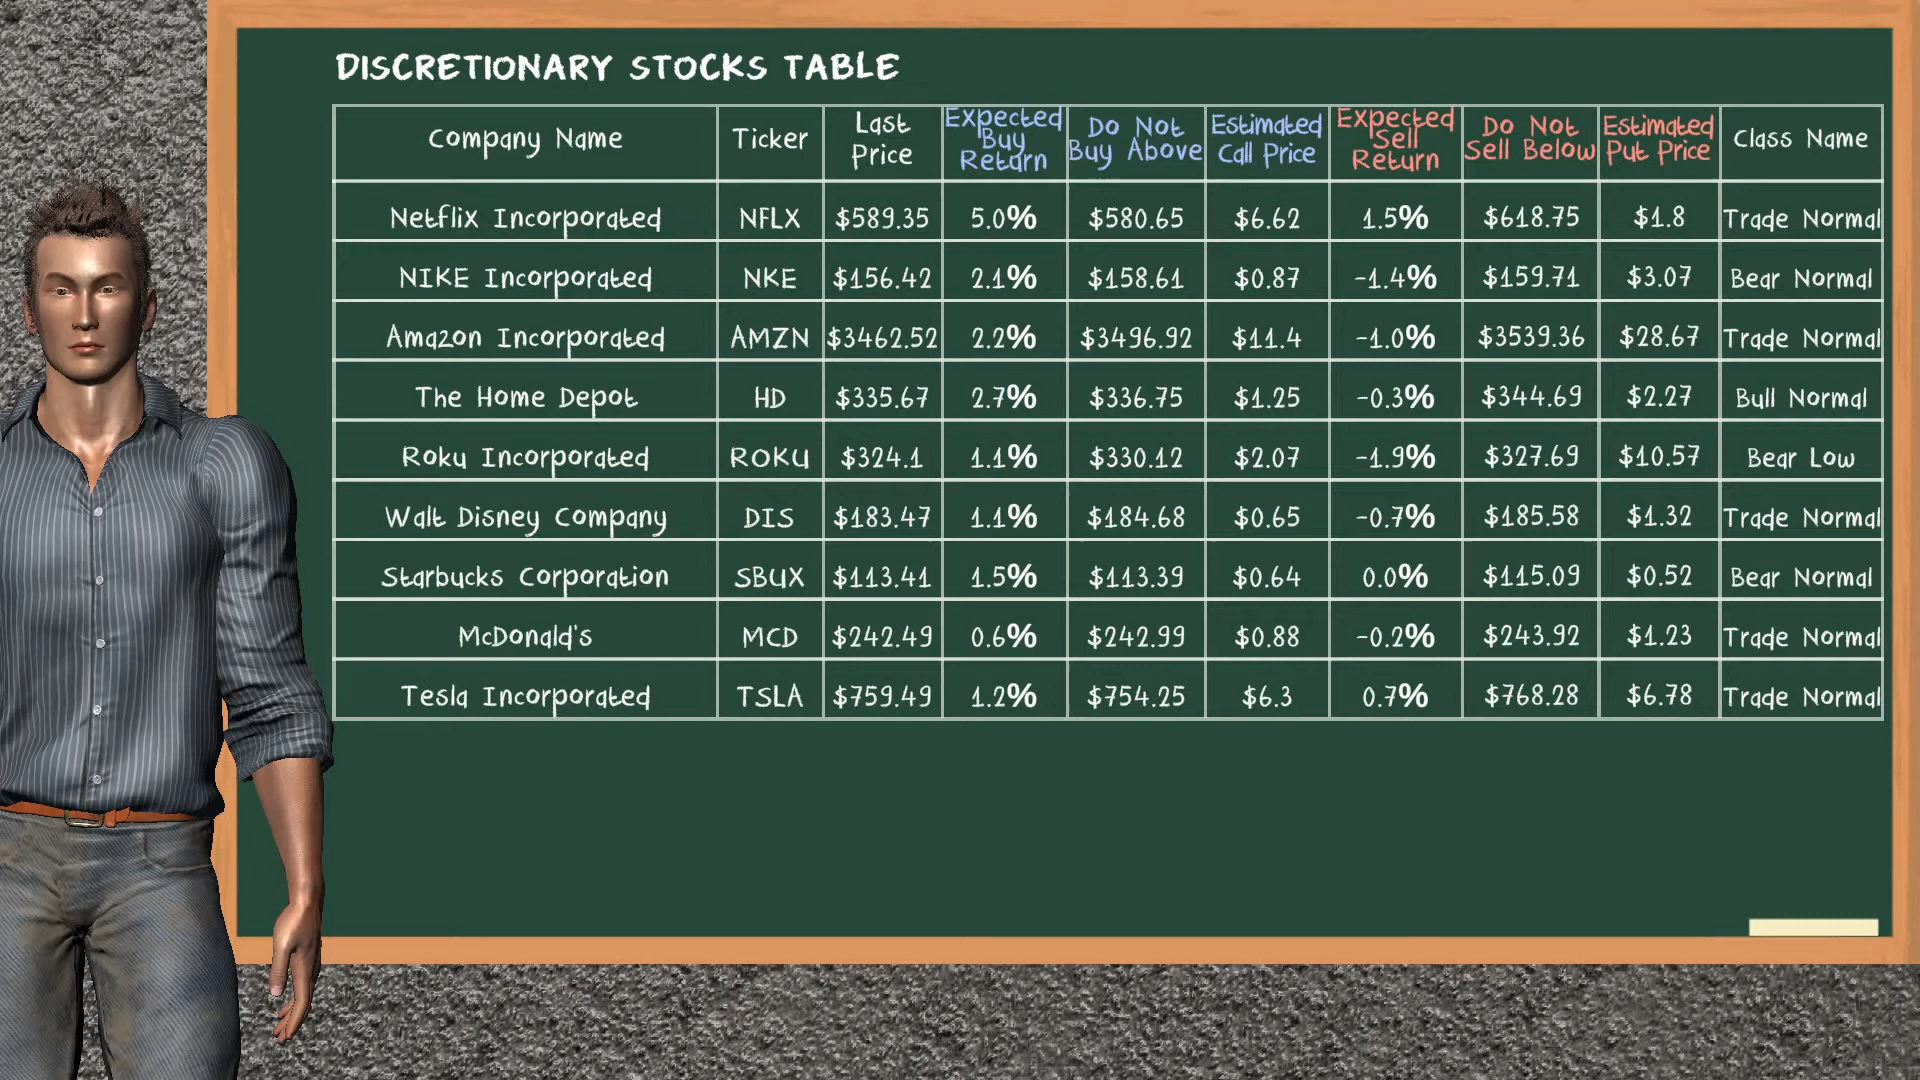 DISCRETIONARY STOCKS TABLE
Company Name Ticker Last Price Expected Buy Return Do Not Buy Above Estimated Call Price Expected Sell Return Do Not Sell Below Estimated Put Price Class Name
Netflix Incorporated NFLX $589.35 5.0% $580.65 $6.62 1.5% $618.75 $1.8 Trade Normal
NIKE Incorporated NKE $156.42 2.1% $158.61 $0.87 -1.4% $159.71 $3.07 Bear Normal
Amazon Incorporated AMZN $3462.52 2.2% $3496.92 $11.4 -1.0% $3539.36 $28.67 Trade Normal
The Home Depot HD $335.67 2.7% $336.75 $1.25 -0.3% $344.69 $2.27 Bull Normal
Roku Incorporated ROKU $324.1 1.1% $330.12 $2.07 -1.9% $327.69 $10.57 Bear Low
Walt Disney Company DIS $183.47 1.1% $184.68 $0.65 -0.7% $185.58 $1.32 Trade Normal
Starbucks Corporation SBUX $113.41 1.5% $113.39 $0.64 0.0% $115.09 $0.52 Bear Normal
McDonald's MCD $242.49 0.6% $242.99 $0.88 -0.2% $243.92 $1.23 Trade Normal
Tesla Incorporated TSLA $759.49 1.2% $754.25 $6.3 0.7% $768.28 $6.78 Trade Normal